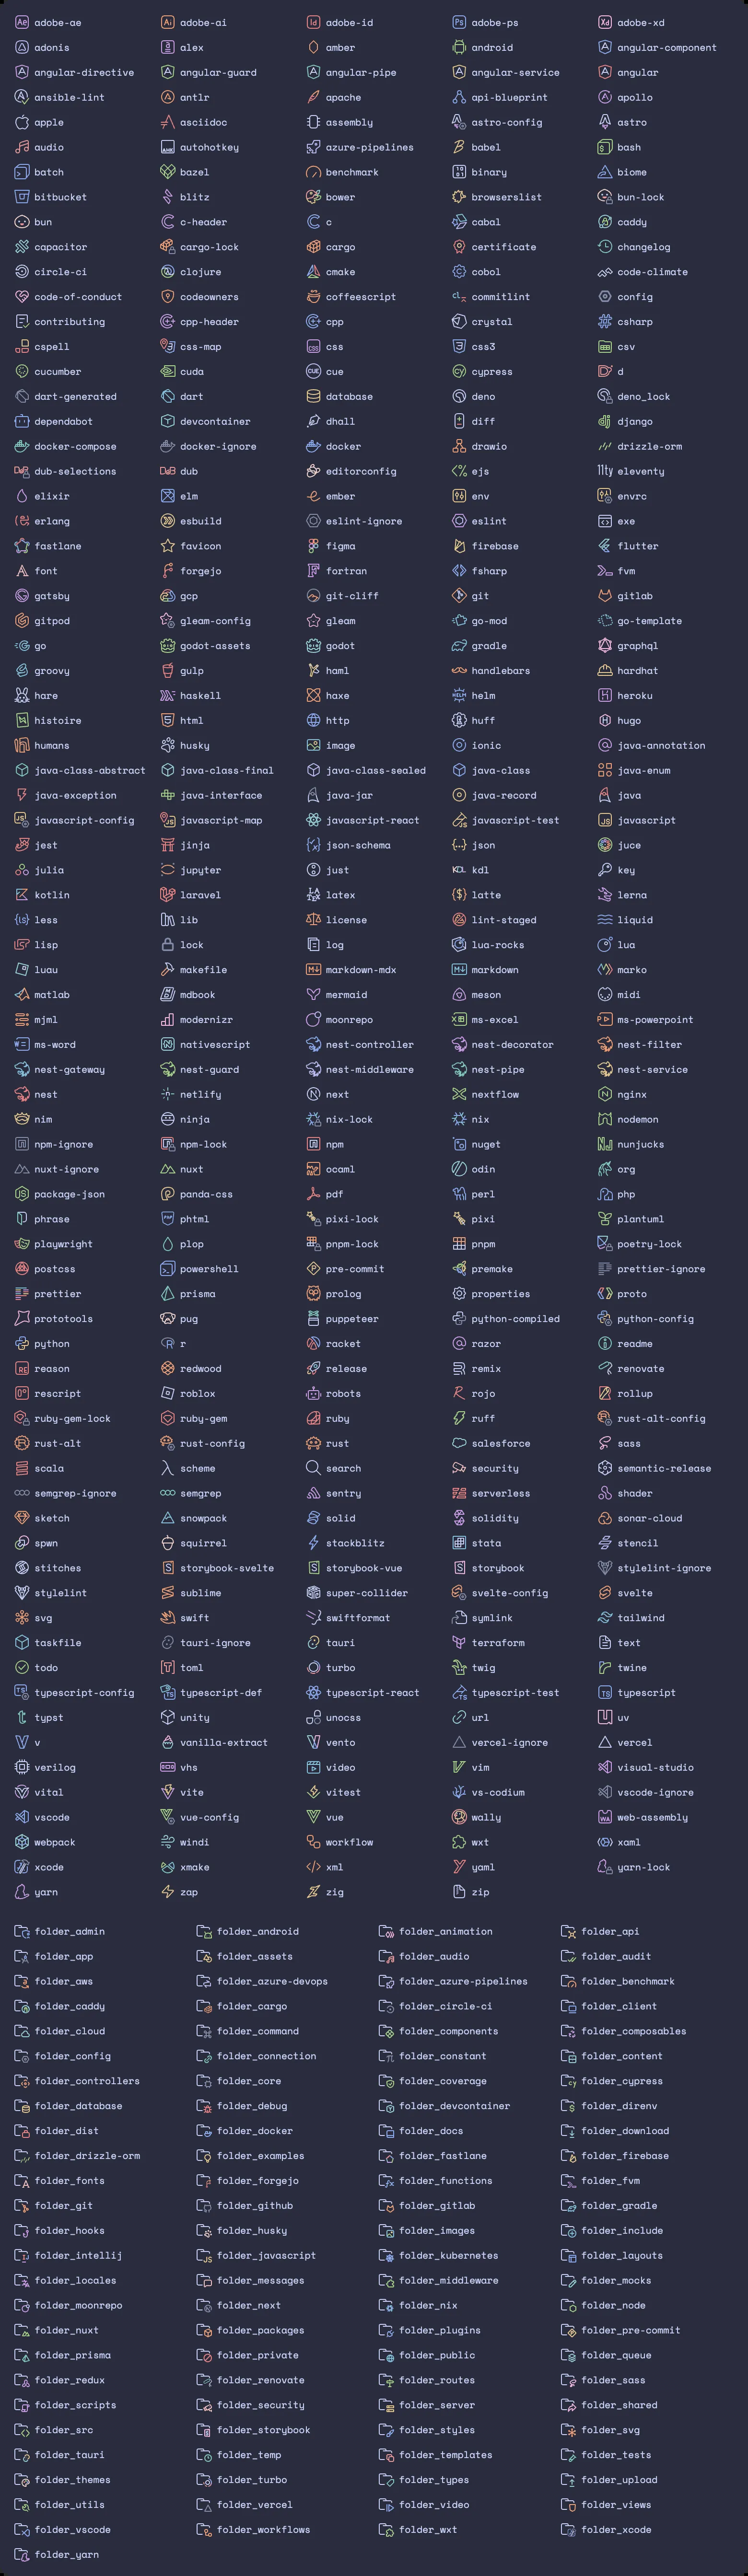 adobe-ae adobe-ai adobe-id adobe-ps adobe-xd
adonis alex amber android angular-component
angular-directive angular-guard angular-pipe angular-service angular
ansible-lint antlr apache api-blueprint apollo
apple asciidoc assembly astro-config astro
audio autohotkey azure-pipelines babel bash
batch bazel benchmark binary biome
bitbucket blitz bower browserslist bun-lock
bun c-header c cabal caddy
capacitor cargo-lock cargo certificate changelog
circle-ci clojure cmake cobol code-climate
code-of-conduct codeowners coffeescript commitlint config
contributing cpp-header cpp crystal csharp
cspell css-map css css3 csv
cucumber cuda cue cypress d
dart-generated dart database deno deno_lock
dependabot devcontainer dhall diff django
docker-compose docker-ignore docker drawio drizzle-orm
dub-selections dub editorconfig ejs eleventy
elixir elm ember env envrc
erlang esbuild eslint-ignore eslint exe
fastlane favicon figma firebase flutter
font forgejo fortran fsharp fvm
gatsby gcp git-cliff git gitlab
gitpod gleam-config gleam go-mod go-template
go godot-assets godot gradle graphql
groovy gulp haml handlebars hardhat
hare haskell haxe helm heroku
histoire html http huff hugo
humans husky image ionic java-annotation
java-class-abstract java-class-final java-class-sealed java-class java-enum
java-exception java-interface java-jar java-record java
javascript-config javascript-map javascript-react javascript-test javascript
jest jinja json-schema json juce
julia jupyter just kdl key
kotlin laravel latex latte lerna
less lib license lint-staged liquid
lisp lock log lua-rocks lua
luau makefile markdown-mdx markdown marko
matlab mdbook mermaid meson midi
mjml modernizr moonrepo ms-excel ms-powerpoint
ms-word nativescript nest-controller nest-decorator nest-filter
nest-gateway nest-guard nest-middleware nest-pipe nest-service
nest netlify next nextflow nginx
nim ninja nix-lock nix nodemon
npm-ignore npm-lock npm nuget nunjucks
nuxt-ignore nuxt ocaml odin org
package-json panda-css pdf perl php
phrase phtml pixi-lock pixi plantuml
playwright plop pnpm-lock pnpm poetry-lock
postcss powershell pre-commit premake prettier-ignore
prettier prisma prolog properties proto
prototools pug puppeteer python-compiled python-config
python r racket razor readme
reason redwood release remix renovate
rescript roblox robots rojo rollup
ruby-gem-lock ruby-gem ruby ruff rust-alt-config
rust-alt rust-config rust salesforce sass
scala scheme search security semantic-release
semgrep-ignore semgrep sentry serverless shader
sketch snowpack solid solidity sonar-cloud
spwn squirrel stackblitz stata stencil
stitches storybook-svelte storybook-vue storybook stylelint-ignore
stylelint sublime super-collider svelte-config svelte
svg swift swiftformat symlink tailwind
taskfile tauri-ignore tauri terraform text
todo toml turbo twig twine
typescript-config typescript-def typescript-react typescript-test typescript
typst unity unocss url uv
v vanilla-extract vento vercel-ignore vercel
verilog vhs video vim visual-studio
vital vite vitest vs-codium vscode-ignore
vscode vue-config vue wally web-assembly
webpack windi workflow wxt xaml
xcode xmake xml yaml yarn-lock
yarn zap zig zip
folder_admin folder_android folder_animation folder_api
folder_app folder_assets folder_audio folder_audit
folder_aws folder_azure-devops folder_azure-pipelines folder_benchmark
folder_caddy folder_cargo folder_circle-ci folder_client
folder_cloud folder_command folder_components folder_composables
folder_config folder_connection folder_constant folder_content
folder_controllers folder_core folder_coverage folder_cypress
folder_database folder_debug folder_devcontainer folder_direnv
folder_dist folder_docker folder_docs folder_download
folder_drizzle-orm folder_examples folder_fastlane folder_firebase
folder_fonts folder_forgejo folder_functions folder_fvm
folder_git folder_github folder_gitlab folder_gradle
folder_hooks folder_husky folder_images folder_include
folder_intellij folder_javascript folder_kubernetes folder_layouts
folder_locales folder_messages folder_middleware folder_mocks
folder_moonrepo folder_next folder_nix folder_node
folder_nuxt folder_packages folder_plugins folder_pre-commit
folder_prisma folder_private folder_public folder_queue
folder_redux folder_renovate folder_routes folder_sass
folder_scripts folder_security folder_server folder_shared
folder_src folder_storybook folder_styles folder_svg
folder_tauri folder_temp folder_templates folder_tests
folder_themes folder_turbo folder_types folder_upload
folder_utils folder_vercel folder_video folder_views
folder_vscode folder_workflows folder_wxt folder_xcode
folder_yarn